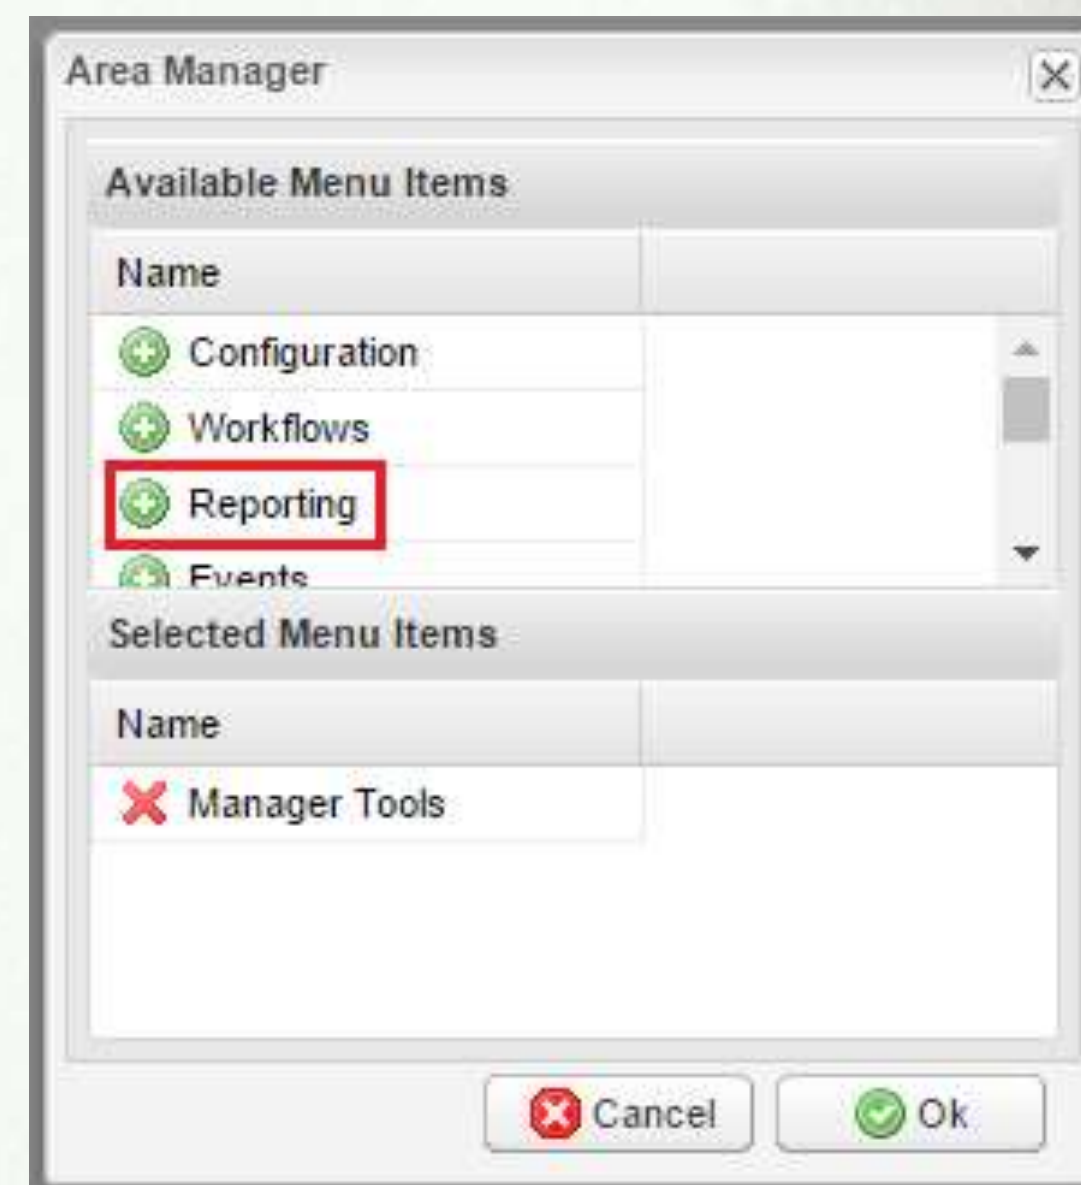 Area Manager
Available Menu Items
Name
Configuration
Workflows
Reporting
Events
Selected Menu Items
Name
Manager Tools
Cancel
Ok